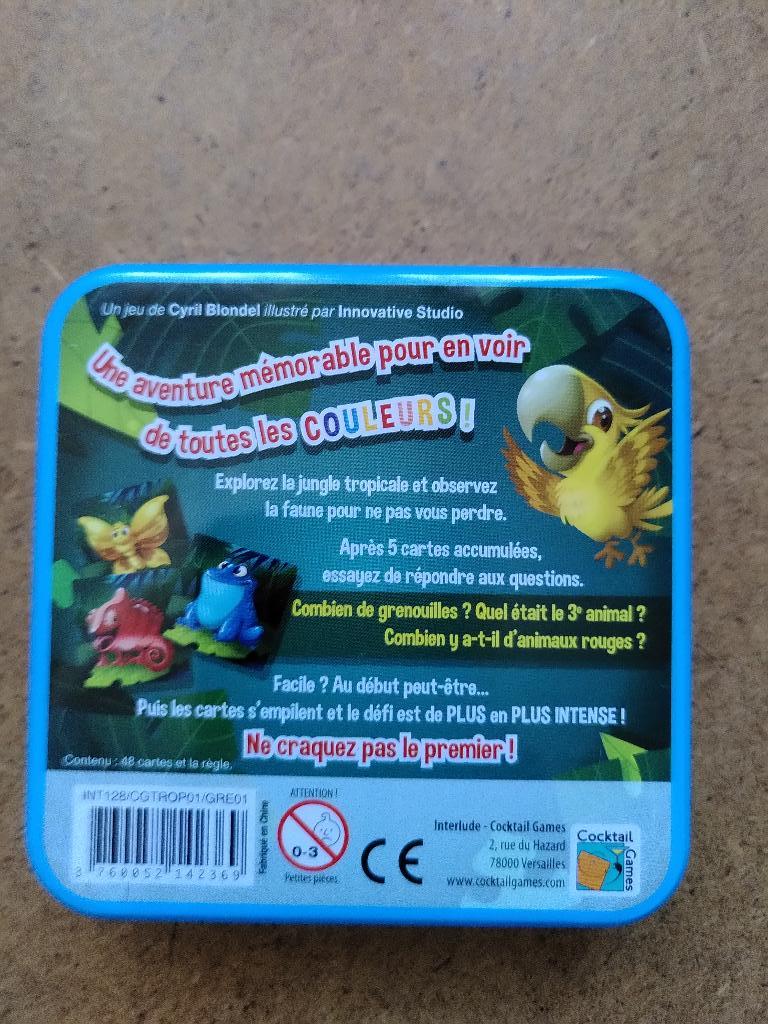 Un jeu de Cyril Blondel illustré par Innovative Studio
Une aventure mémorable pour en voir
de toutes les COULEURS !
Explorez la jungle tropicale et observez
la faune pour ne pas vous perdre.
Après 5 cartes accumulées,
essayez de répondre aux questions.
Combien de grenouilles ? Quel était le 3e animal ?
Combien y a-t-il d'animaux rouges ?
Facile ? Au début peut-être...
Puis les cartes s'empilent et le défi est de PLUS en PLUS INTENSE !
Ne craquez pas le premier !
Contenu : 48 cartes et la règle.
INT128/CGTROP01/GRE01
3 760052 142369
Fabriqué en Chine
ATTENTION !
0-3
Petites pièces
CE
Interlude - Cocktail Games
2, rue du Hazard
78000 Versailles
www.cocktailgames.com
Cocktail
Games